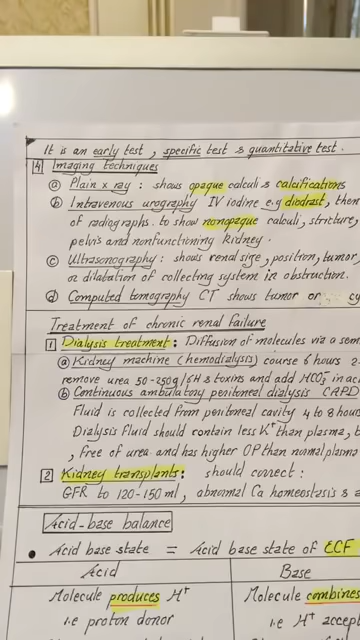 It is an early test, specific test & quantitative test.
4 Imaging techniques
ⓐ Plain x ray: shows opaque calculi & calcifications
ⓑ Intravenous urography IV iodine e.g diodrast, then
of radiographs. to show nonopaque calculi, stricture,
pelvis and nonfunctioning kidney.
ⓒ Ultrasonography: shows renal size, position, tumor,
or dilatation of collecting system in obstruction.
ⓓ Computed tomography CT shows tumor or cy
Treatment of chronic renal failure
1 Dialysis treatment: Diffusion of molecules via a sem
ⓐ Kidney machine (hemodialysis) course 6 hours 2-
remove urea 50-250g/6H & toxins and add HCO3⁻ in ac
ⓑ Continuous ambulatory peritoneal dialysis CAPD
Fluid is collected from peritoneal cavity 4 to 8 hours
Dialysis Fluid should contain less K⁺ than plasma, b
, free of urea and has higher OP than normal plasma
2 Kidney transplants: should correct:
GFR to 120-150 ml, abnormal Ca homeostasis & a
Acid-base balance
• Acid base state = Acid base state of ECF
Acid Base
Molecule produces H⁺ Molecule combines
i.e proton donor i.e H⁺ accep